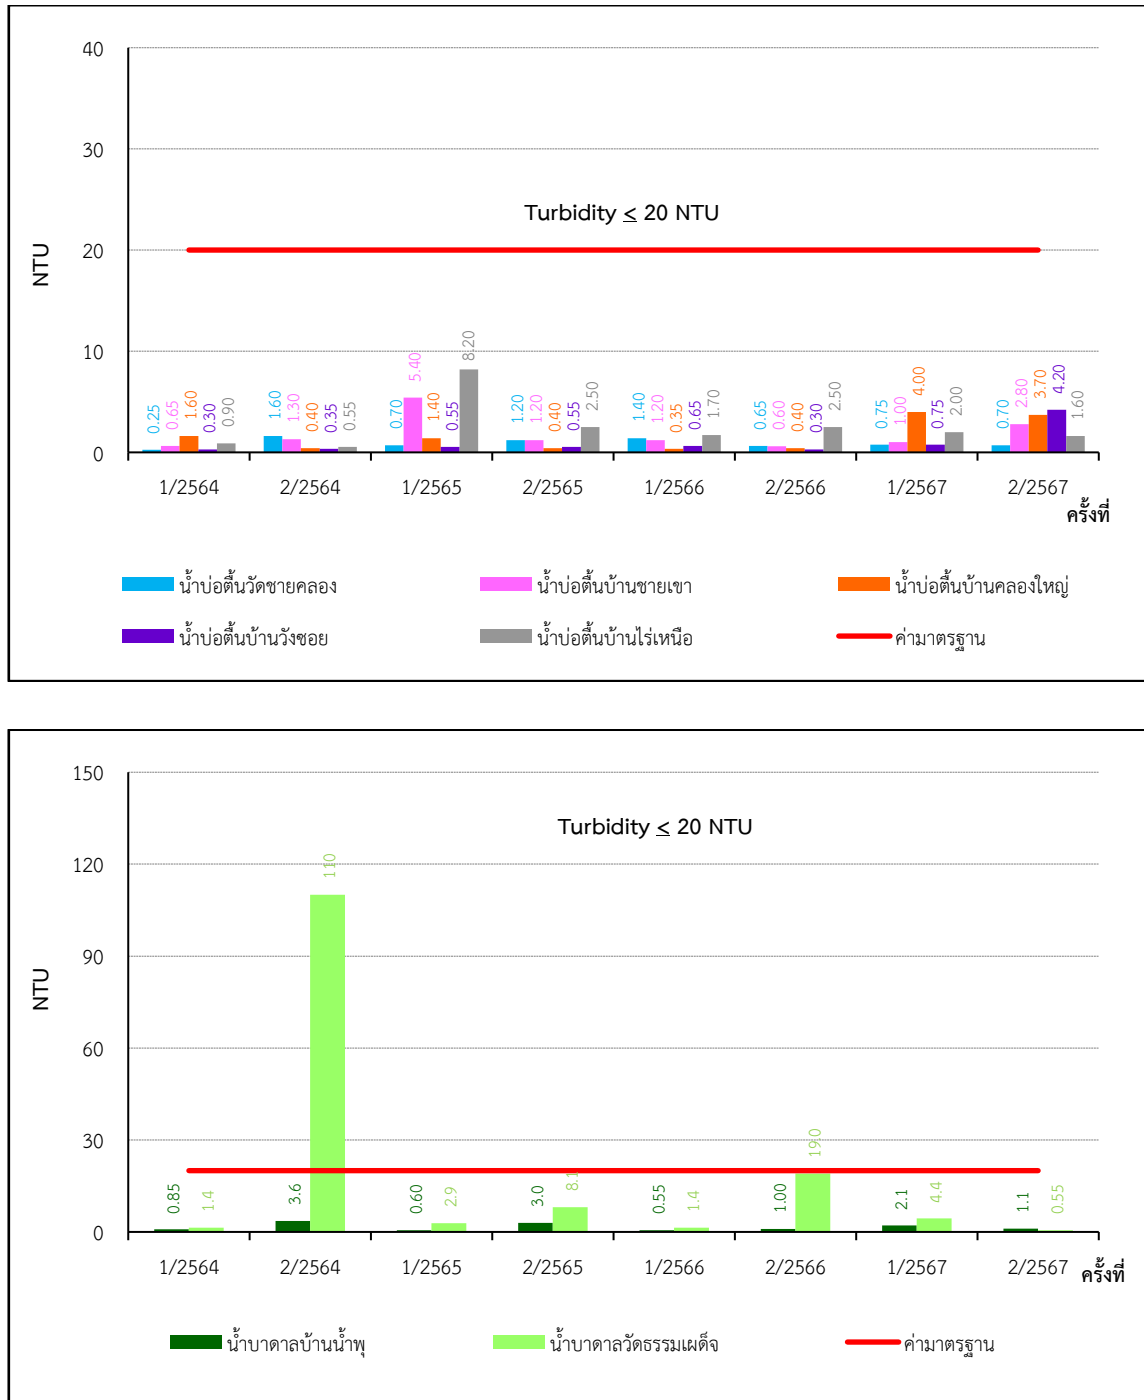 40
30
Turbidity ≤ 20 NTU
20
NTU
10
0
0.25 0.65 1.60 0.30 0.90 1.60 1.30 0.40 0.35 0.55 0.70 5.40 1.40 0.55 8.20 1.20 1.20 0.40 0.55 2.50 1.40 1.20 0.35 0.65 1.70 0.65 0.60 0.40 0.30 2.50 0.75 1.00 4.00 0.75 2.00 0.70 2.80 3.70 4.20 1.60
1/2564 2/2564 1/2565 2/2565 1/2566 2/2566 1/2567 2/2567
ครั้งที่
น้ำบ่อตื้นวัดชายคลอง น้ำบ่อตื้นบ้านชายเขา น้ำบ่อตื้นบ้านคลองใหญ่
น้ำบ่อตื้นบ้านวังซอย น้ำบ่อตื้นบ้านไร่เหนือ ค่ามาตรฐาน
150
Turbidity ≤ 20 NTU
120
90
NTU
60
30
0
0.85 1.4 3.6 110 0.60 2.9 3.0 8.1 0.55 1.4 1.00 19.0 2.1 4.4 1.1 0.55
1/2564 2/2564 1/2565 2/2565 1/2566 2/2566 1/2567 2/2567
ครั้งที่
น้ำบาดาลบ้านน้ำพุ น้ำบาดาลวัดธรรมเผด็จ ค่ามาตรฐาน